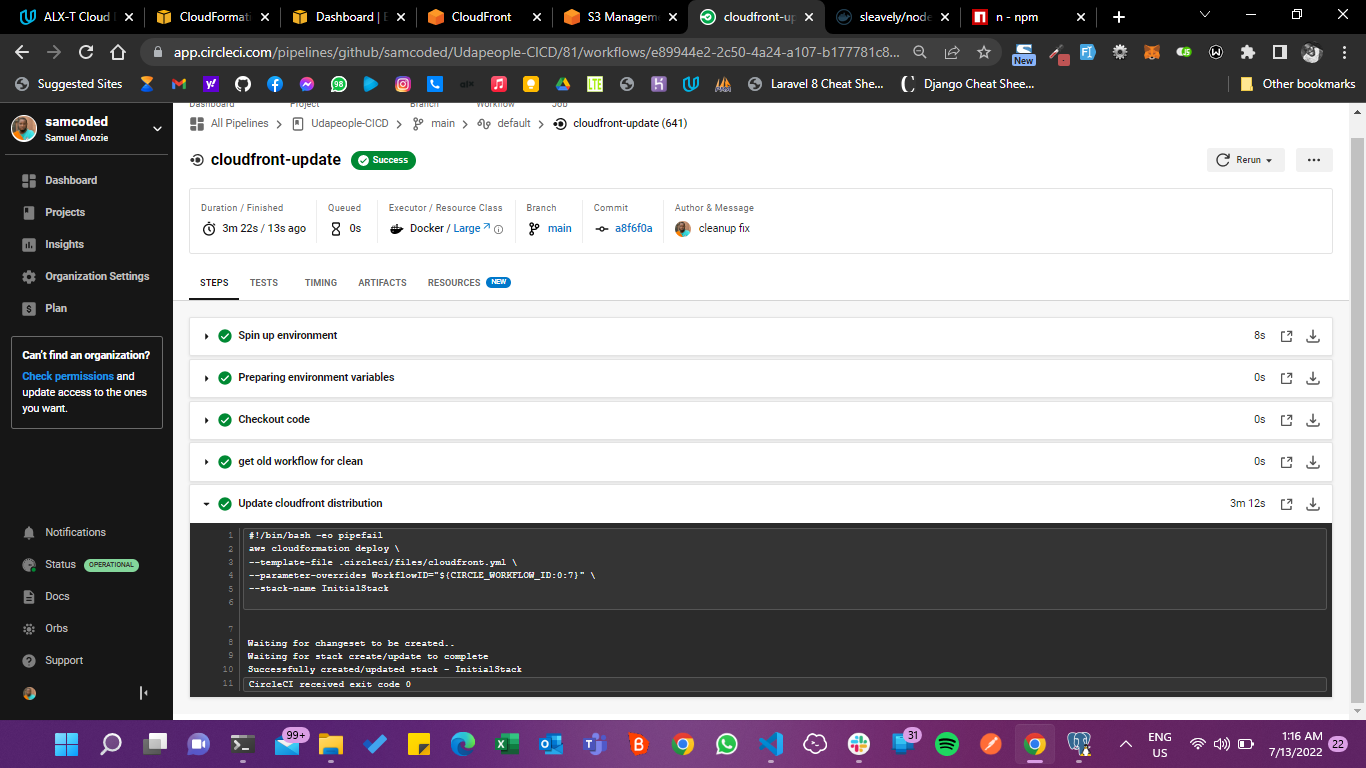 ALX-T Cloud
CloudFormati
Dashboard | E
CloudFront
S3 Managem
cloudfront-up
sleavely/node
n - npm
app.circleci.com/pipelines/github/samcoded/Udapeople-CICD/81/workflows/e89944e2-2c50-4a24-a107-b177781c8...
New
Suggested Sites
98
LTE
Laravel 8 Cheat She...
Django Cheat Shee...
Other bookmarks
samcoded
Samuel Anozie
Dashboard
Projects
Insights
Organization Settings
Plan
Can't find an organization?
Check permissions and
update access to the ones
you want.
Notifications
Status OPERATIONAL
Docs
Orbs
Support
Dashboard Project Branch Workflow Job
All Pipelines Udapeople-CICD main default cloudfront-update (641)
cloudfront-update Success
Rerun
Duration / Finished
3m 22s / 13s ago
Queued
0s
Executor / Resource Class
Docker / Large
Branch
main
Commit
a8f6f0a
Author & Message
cleanup fix
STEPS TESTS TIMING ARTIFACTS RESOURCES NEW
Spin up environment 8s
Preparing environment variables 0s
Checkout code 0s
get old workflow for clean 0s
Update cloudfront distribution 3m 12s
1 #!/bin/bash -eo pipefail
2 aws cloudformation deploy \
3 --template-file .circleci/files/cloudfront.yml \
4 --parameter-overrides WorkflowID="${CIRCLE_WORKFLOW_ID:0:7}" \
5 --stack-name InitialStack
6
7
8 Waiting for changeset to be created..
9 Waiting for stack create/update to complete
10 Successfully created/updated stack - InitialStack
11 CircleCI received exit code 0
99+
31
ENG
US
1:16 AM
7/13/2022
22